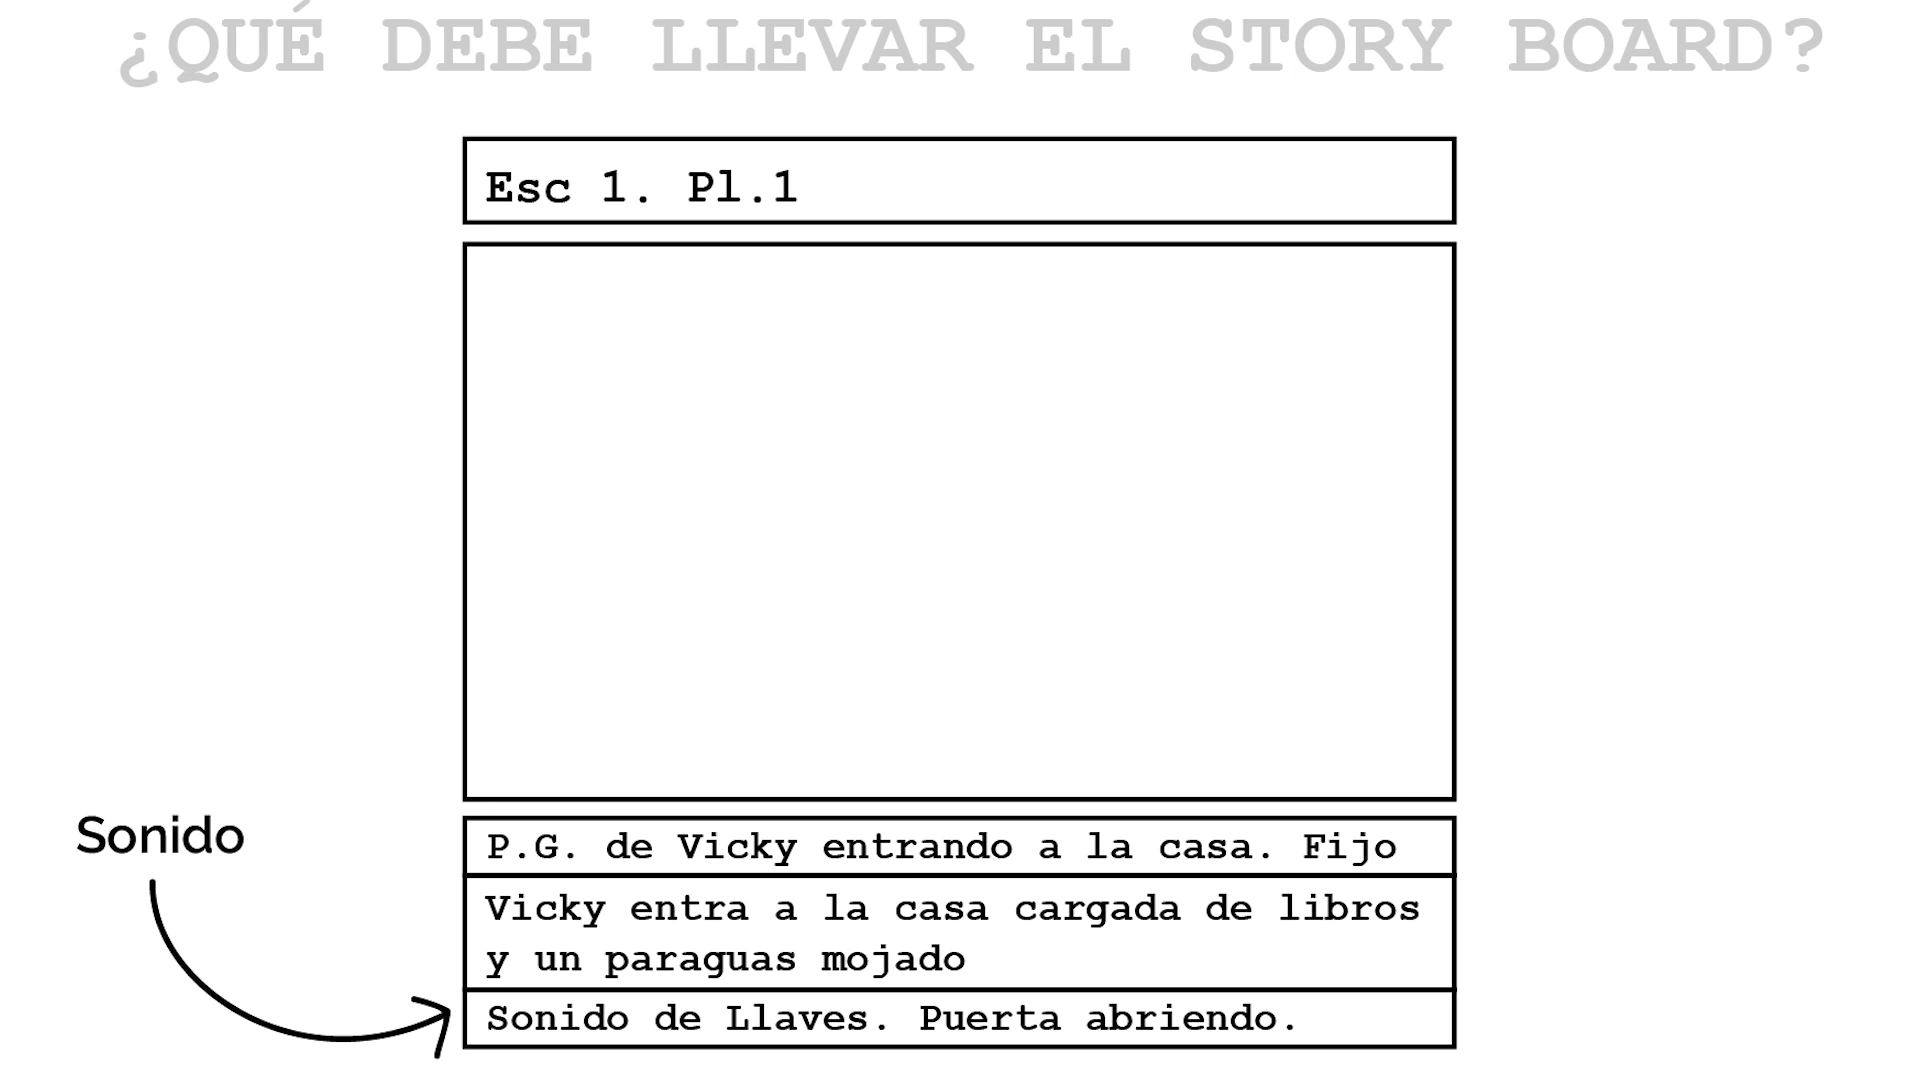 ¿QUÉ DEBE LLEVAR EL STORY BOARD?
Esc 1. Pl.1
Sonido
P.G. de Vicky entrando a la casa. Fijo
Vicky entra a la casa cargada de libros
y un paraguas mojado
Sonido de Llaves. Puerta abriendo.